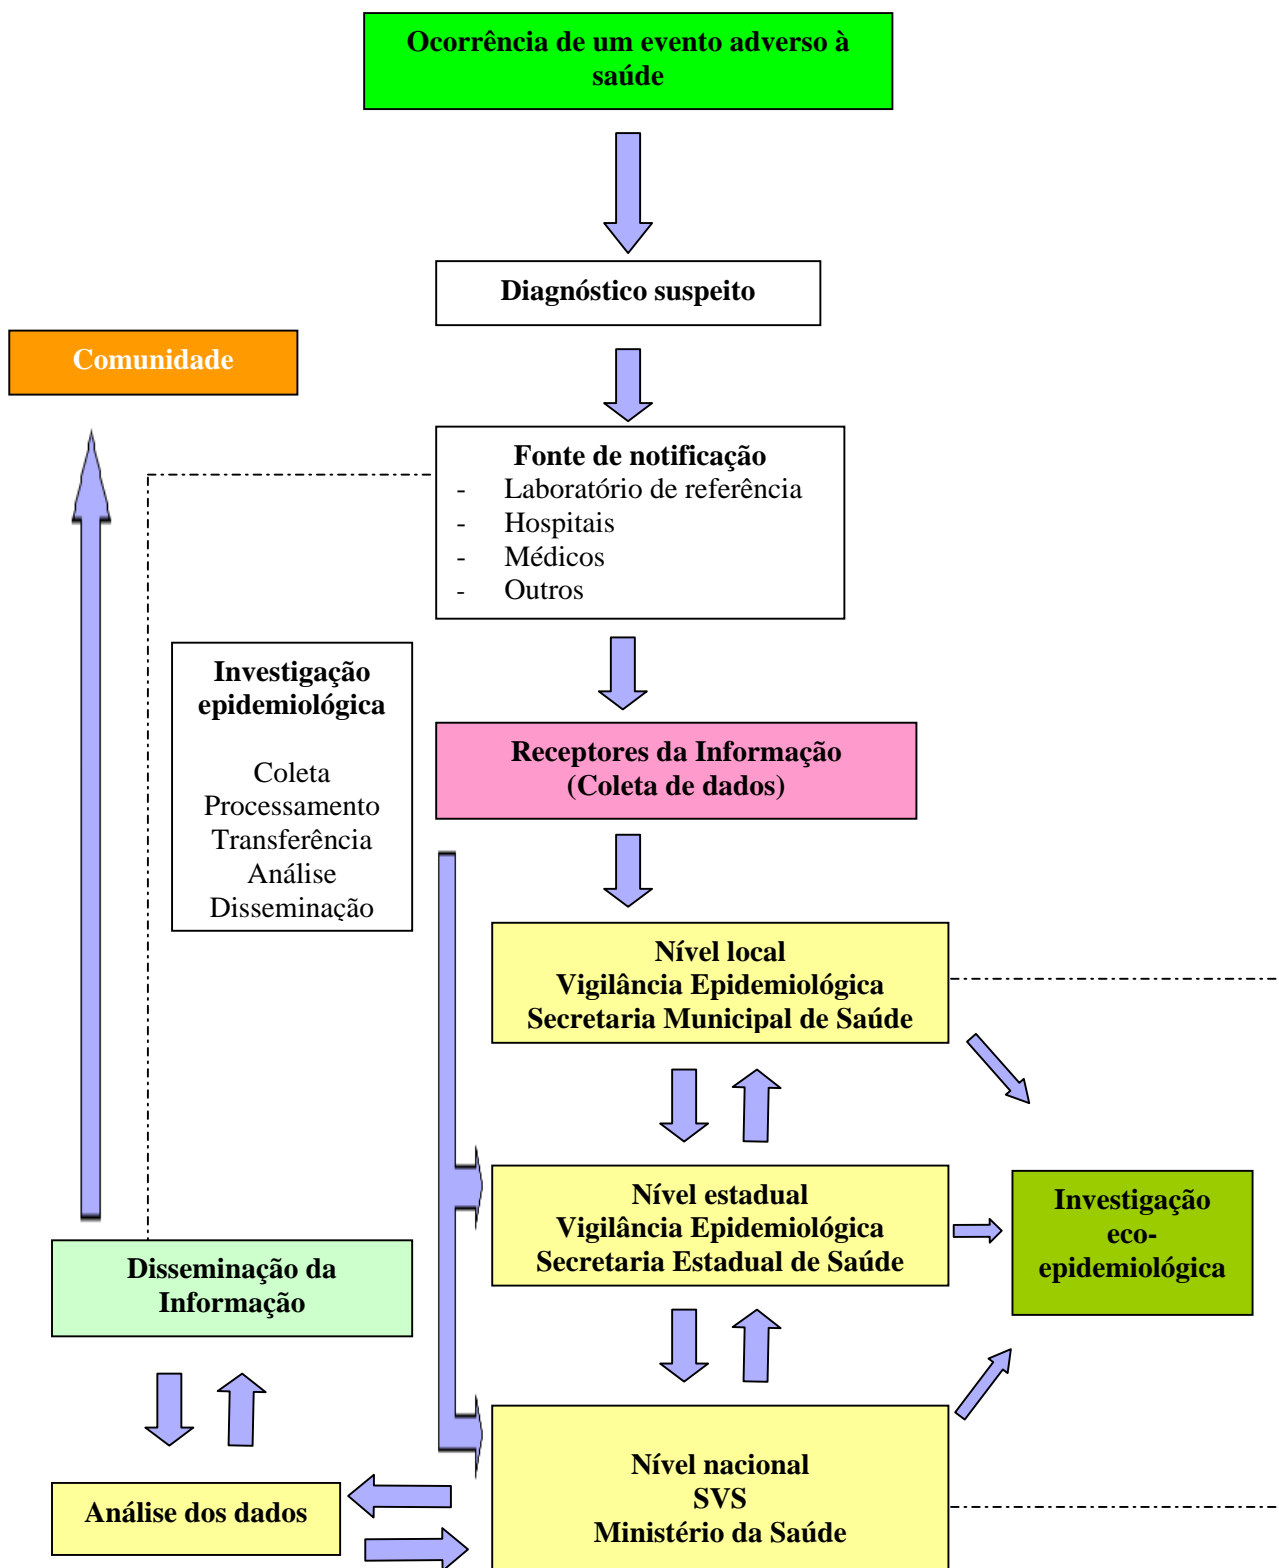 Ocorrência de um evento adverso à
saúde
Diagnóstico suspeito
Comunidade
Fonte de notificação
- Laboratório de referência
- Hospitais
- Médicos
- Outros
Investigação
epidemiológica
Coleta
Processamento
Transferência
Análise
Disseminação
Receptores da Informação
(Coleta de dados)
Nível local
Vigilância Epidemiológica
Secretaria Municipal de Saúde
Nível estadual
Vigilância Epidemiológica
Secretaria Estadual de Saúde
Investigação
eco-
epidemiológica
Disseminação da
Informação
Análise dos dados
Nível nacional
SVS
Ministério da Saúde